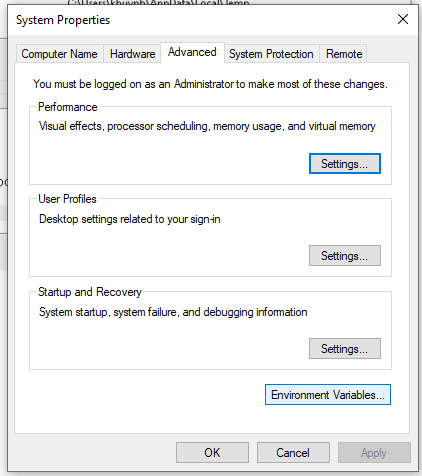 C:\Users\khuynh\AppData\Local\Temp
System Properties
Computer Name Hardware Advanced System Protection Remote
You must be logged on as an Administrator to make most of these changes.
Performance
Visual effects, processor scheduling, memory usage, and virtual memory
Settings...
User Profiles
Desktop settings related to your sign-in
Settings...
Startup and Recovery
System startup, system failure, and debugging information
Settings...
Environment Variables...
OK Cancel Apply